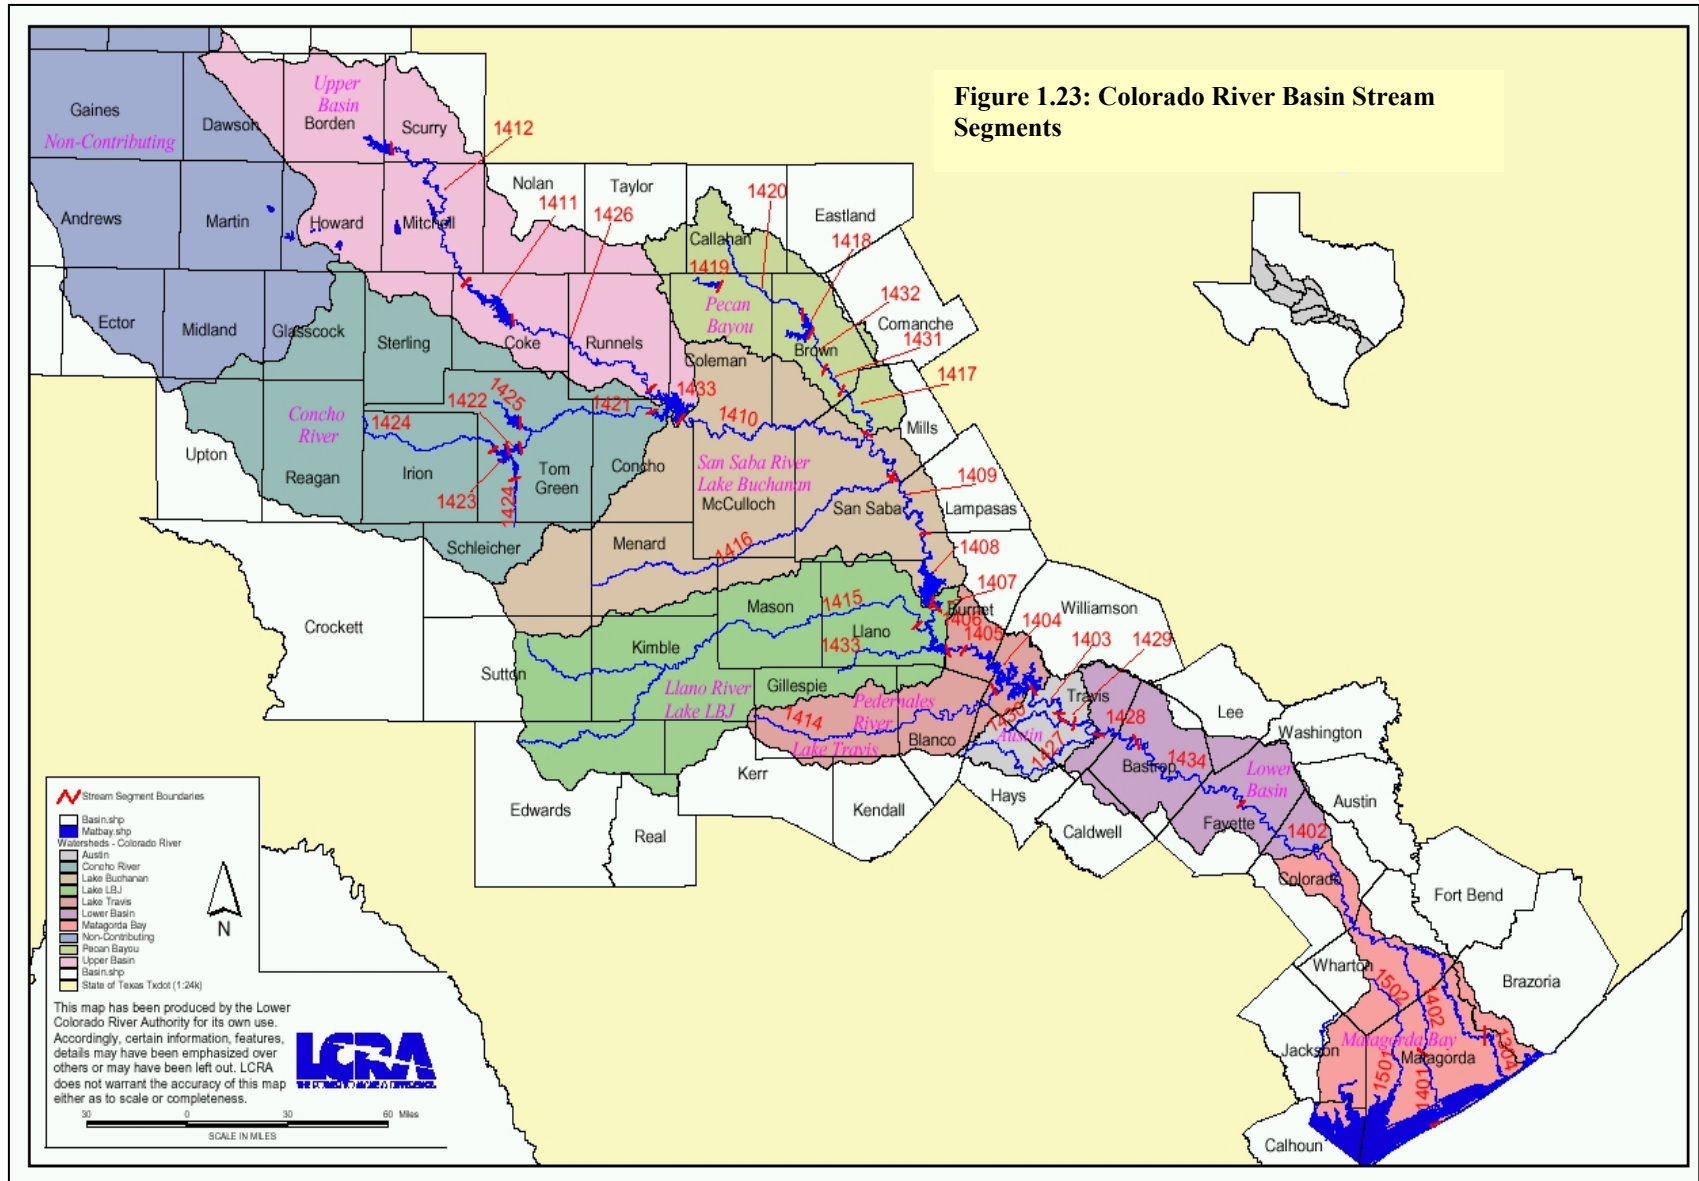 Figure 1.23: Colorado River Basin Stream
Segments
Upper
Basin
Gaines
Dawson
Borden
Scurry
Non-Contributing
1412
Nolan
Taylor
1420
Andrews
Martin
Howard
Mitchell
1411
1426
Eastland
Callahan
1418
1419
Pecan
Bayou
1432
Comanche
Ector
Midland
Glasscock
Sterling
Coke
Runnels
Coleman
Brown
1431
1417
1433
1425
1422
1421
1410
Concho
River
1424
Mills
Upton
Reagan
Irion
1423
1424
Tom
Green
Concho
San Saba River
Lake Buchanan
McCulloch
San Saba
1409
Lampasas
Schleicher
Menard
1416
1408
1407
Mason
1415
Burnet
1406
1405
1404
Williamson
Crockett
Kimble
Llano
1433
1403
1429
Sutton
Llano River
Lake LBJ
Gillespie
Pedernales
River
1414
Lake Travis
Blanco
1430
Austin
1427
Travis
1428
Lee
Washington
Bastrop
1434
Lower
Basin
Kerr
Edwards
Real
Kendall
Hays
Caldwell
Fayette
Austin
1402
Colorado
Fort Bend
Wharton
1502
1402
Brazoria
Jackson
Matagorda Bay
Matagorda
1304
1501
1401
Calhoun
Stream Segment Boundaries
Basin.shp
Matbay.shp
Watersheds - Colorado River
Austin
Concho River
Lake Buchanan
Lake LBJ
Lake Travis
Lower Basin
Matagorda Bay
Non-Contributing
Pecan Bayou
Upper Basin
Basin.shp
State of Texas Txdot (1:24k)
N
This map has been produced by the Lower
Colorado River Authority for its own use.
Accordingly, certain information, features,
details may have been emphasized over
others or may have been left out. LCRA
does not warrant the accuracy of this map
either as to scale or completeness.
LCRA
THE POWER TO MAKE A DIFFERENCE.
30 0 30 60 Miles
SCALE IN MILES